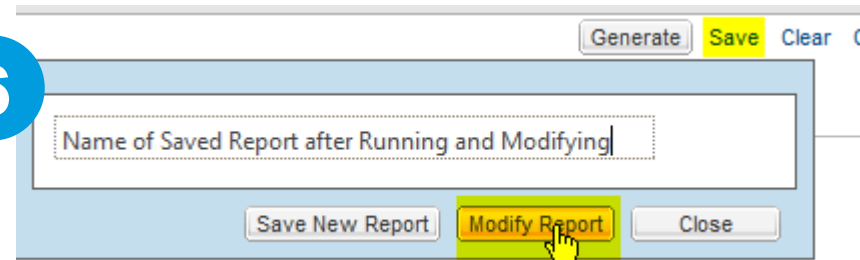 Generate Save Clear
Name of Saved Report after Running and Modifying
Save New Report Modify Report Close